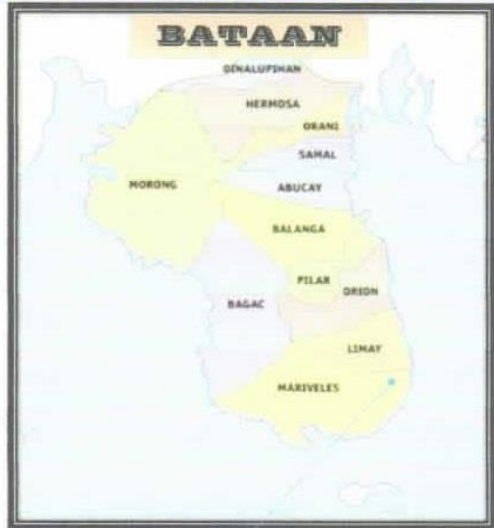 BATAAN
DINALUPIHAN
HERMOSA
ORANI
SAMAL
MORONG
ABUCAY
BALANGA
PILAR
ORION
BAGAC
LIMAY
MARIVELES